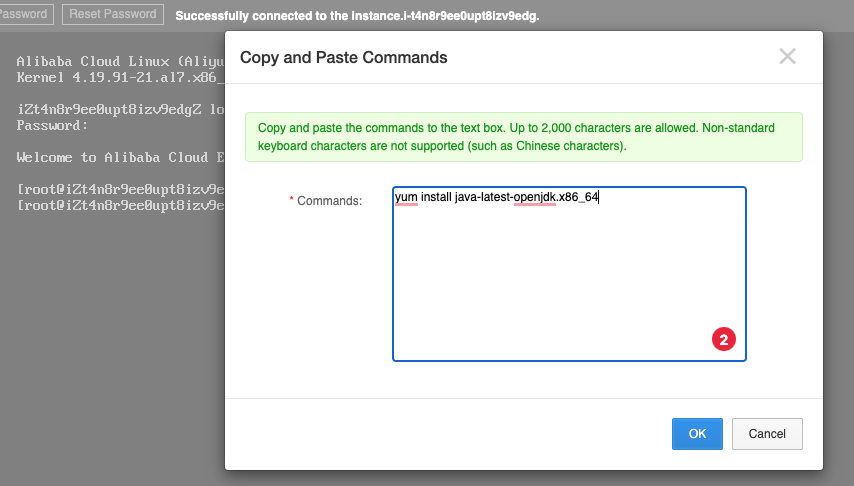 Password
Reset Password
Successfully connected to the instance.i-t4n8r9ee0upt8izv9edg.
Alibaba Cloud Linux (Aliyu
Kernel 4.19.91-21.al7.x86_
iZt4n8r9ee0upt8izv9edgZ lo
Password:
Welcome to Alibaba Cloud E
[root@iZt4n8r9ee0upt8izv9e
[root@iZt4n8r9ee0upt8izv9e
Copy and Paste Commands
Copy and paste the commands to the text box. Up to 2,000 characters are allowed. Non-standard
keyboard characters are not supported (such as Chinese characters).
* Commands:
yum install java-latest-openjdk.x86_64
2
OK
Cancel